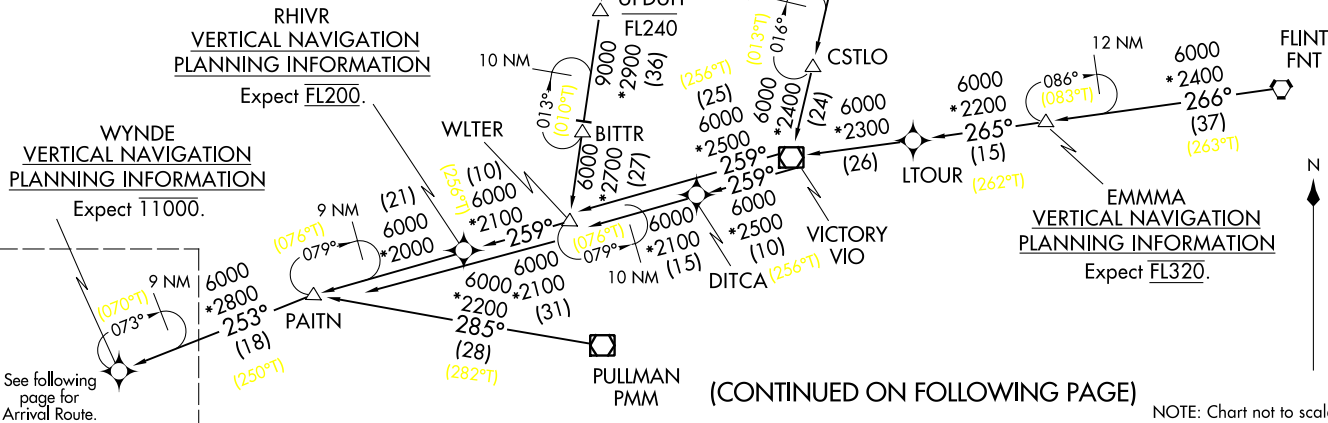 RHIVR
VERTICAL NAVIGATION
PLANNING INFORMATION
Expect FL200.
WYNDE
VERTICAL NAVIGATION
PLANNING INFORMATION
Expect 11000.
FL240
10 NM
013°
(010°T)
9000
*2900
(36)
BITTR
6000
*2700
(27)
WLTER
016°
(013°T)
CSTLO
6000
*2400
(24)
12 NM
086°
(083°T)
6000
*2400
266°
(37)
(263°T)
FLINT
FNT
6000
*2200
265°
(15)
(262°T)
LTOUR
6000
*2300
(26)
EMMMA
VERTICAL NAVIGATION
PLANNING INFORMATION
Expect FL320.
N
(256°T)
(25)
6000
*2500
259°
259°
6000
*2500
(10)
(256°T)
VICTORY
VIO
DITCA
6000
*2100
(15)
(076°T)
079°
10 NM
(256°T)
(10)
6000
*2100
259°
6000
*2100
(31)
(21)
6000
*2000
9 NM
(076°T)
079°
PAITN
6000
*2200
285°
(28)
(282°T)
PULLMAN
PMM
9 NM
(070°T)
073°
6000
*2800
253°
(18)
(250°T)
See following
page for
Arrival Route.
(CONTINUED ON FOLLOWING PAGE)
NOTE: Chart not to scale